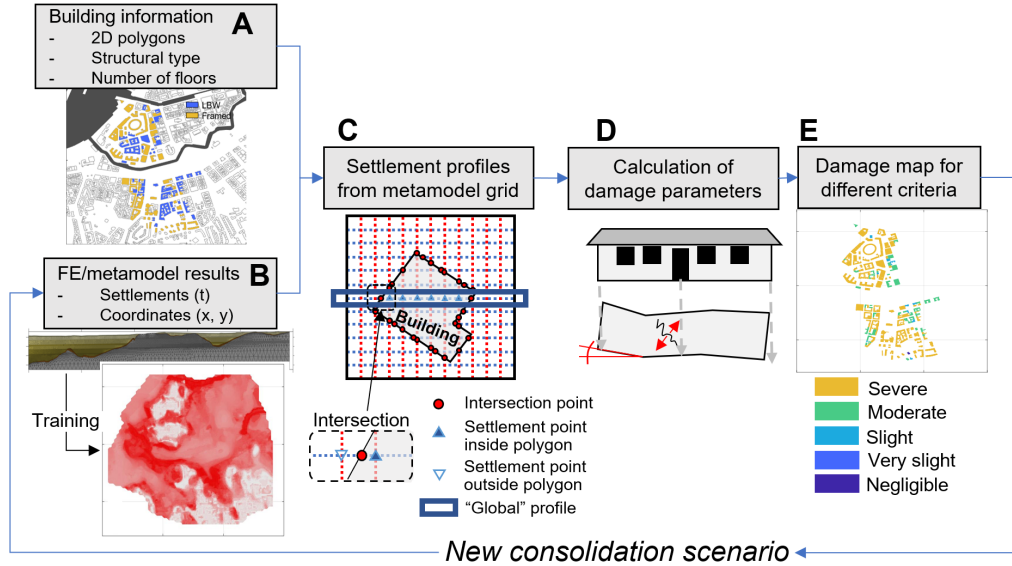 Building information
A
- 2D polygons
- Structural type
- Number of floors
LBW
Framed
FE/metamodel results
B
- Settlements (t)
- Coordinates (x, y)
Training
C
Settlement profiles
from metamodel grid
Building
Intersection
Intersection point
Settlement point
inside polygon
Settlement point
outside polygon
“Global” profile
D
Calculation of
damage parameters
E
Damage map for
different criteria
Severe
Moderate
Slight
Very slight
Negligible
New consolidation scenario